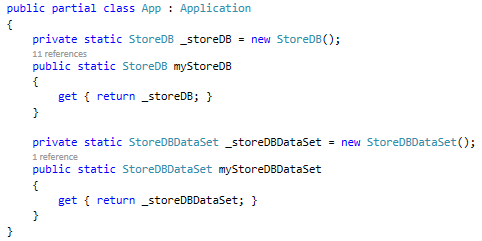 public partial class App : Application
{
    private static StoreDB _storeDB = new StoreDB();
    11 references
    public static StoreDB myStoreDB
    {
        get { return _storeDB; }
    }
    private static StoreDBDataSet _storeDBDataSet = new StoreDBDataSet();
    1 reference
    public static StoreDBDataSet myStoreDBDataSet
    {
        get { return _storeDBDataSet; }
    }
}